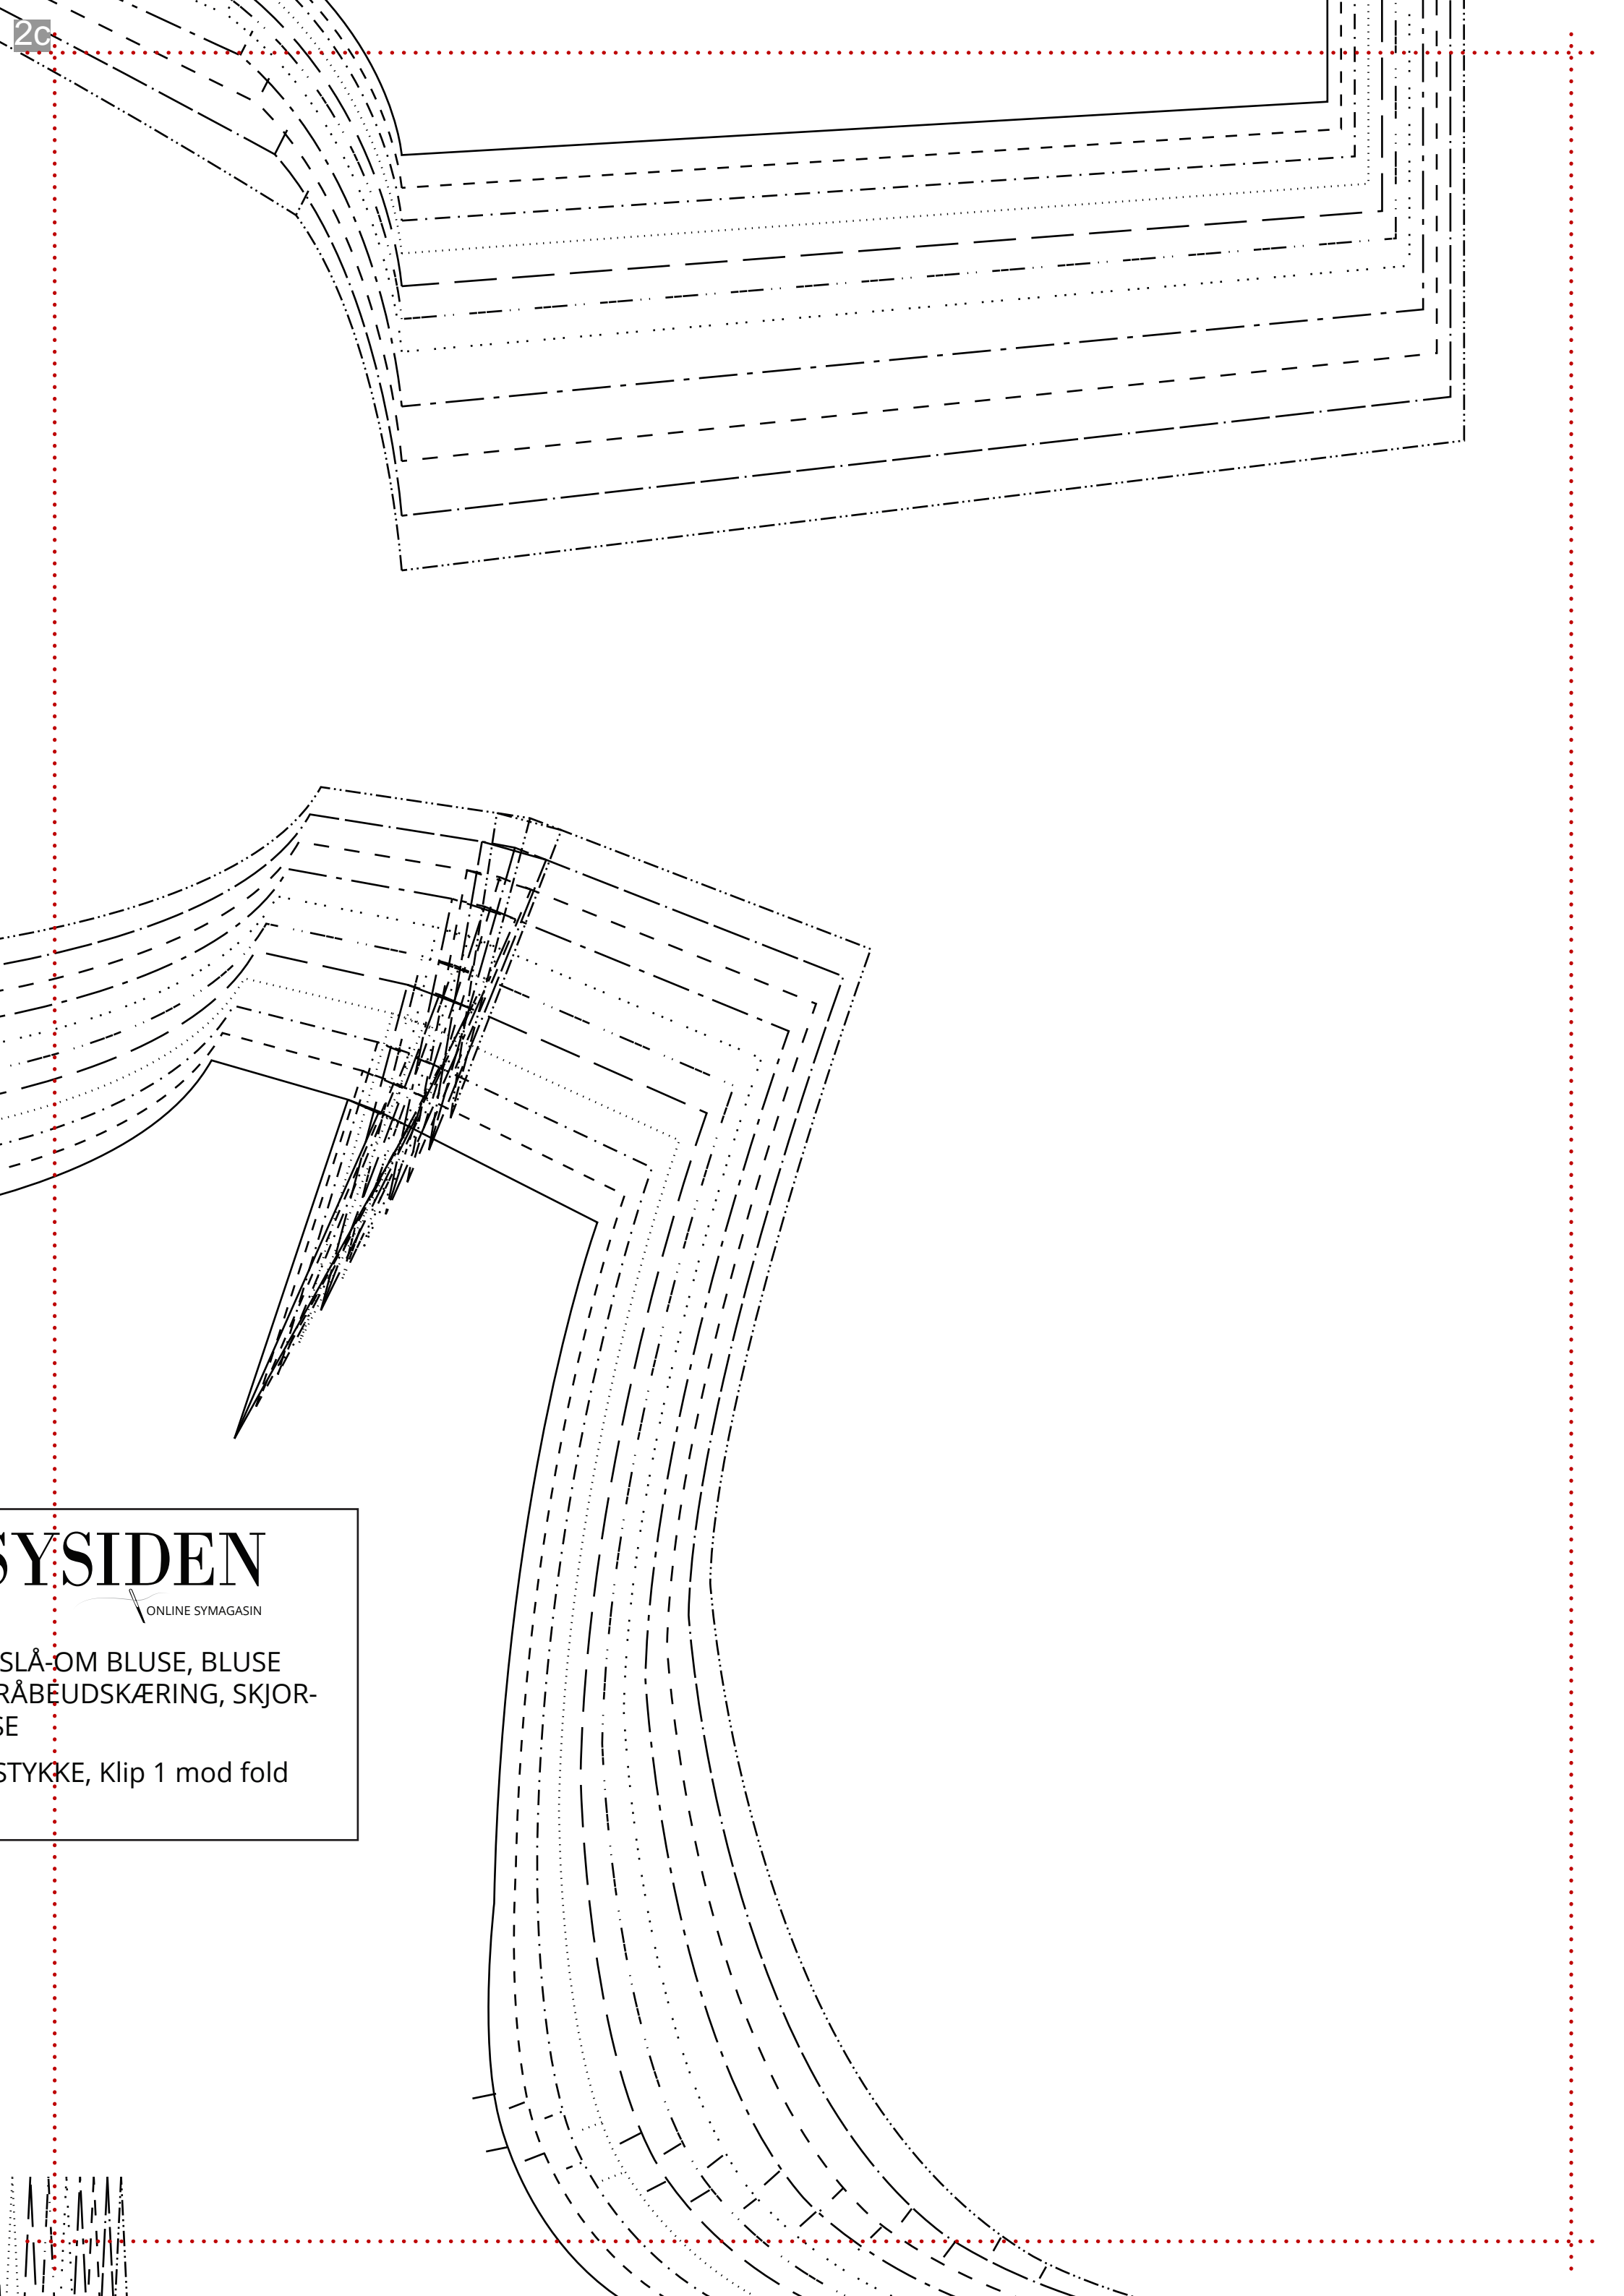 2c
SYSIDEN
ONLINE SYMAGASIN
SLÅ-OM BLUSE, BLUSE
RÅBEUDSKÆRING, SKJOR-
SE
STYKKE, Klip 1 mod fold